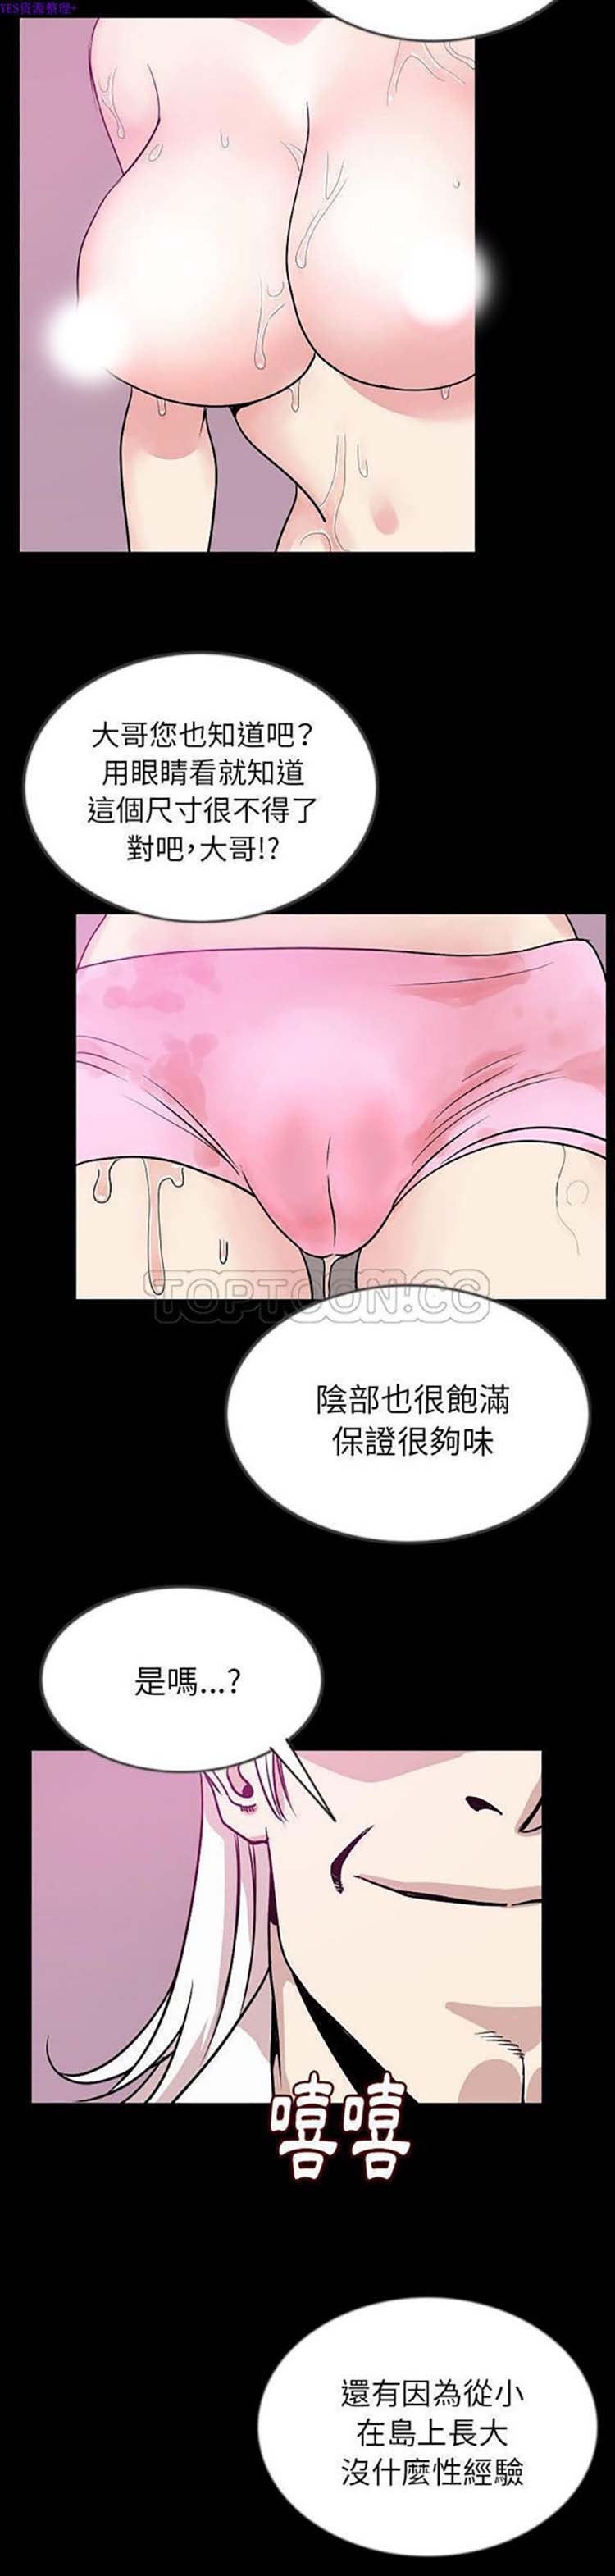 YES资源整理+
大哥您也知道吧?
用眼睛看就知道
這個尺寸很不得了
對吧,大哥!?
TOPTOON.CC
陰部也很飽滿
保證很夠味
是嗎...?
嘻嘻
還有因為從小
在島上長大
沒什麼性經驗